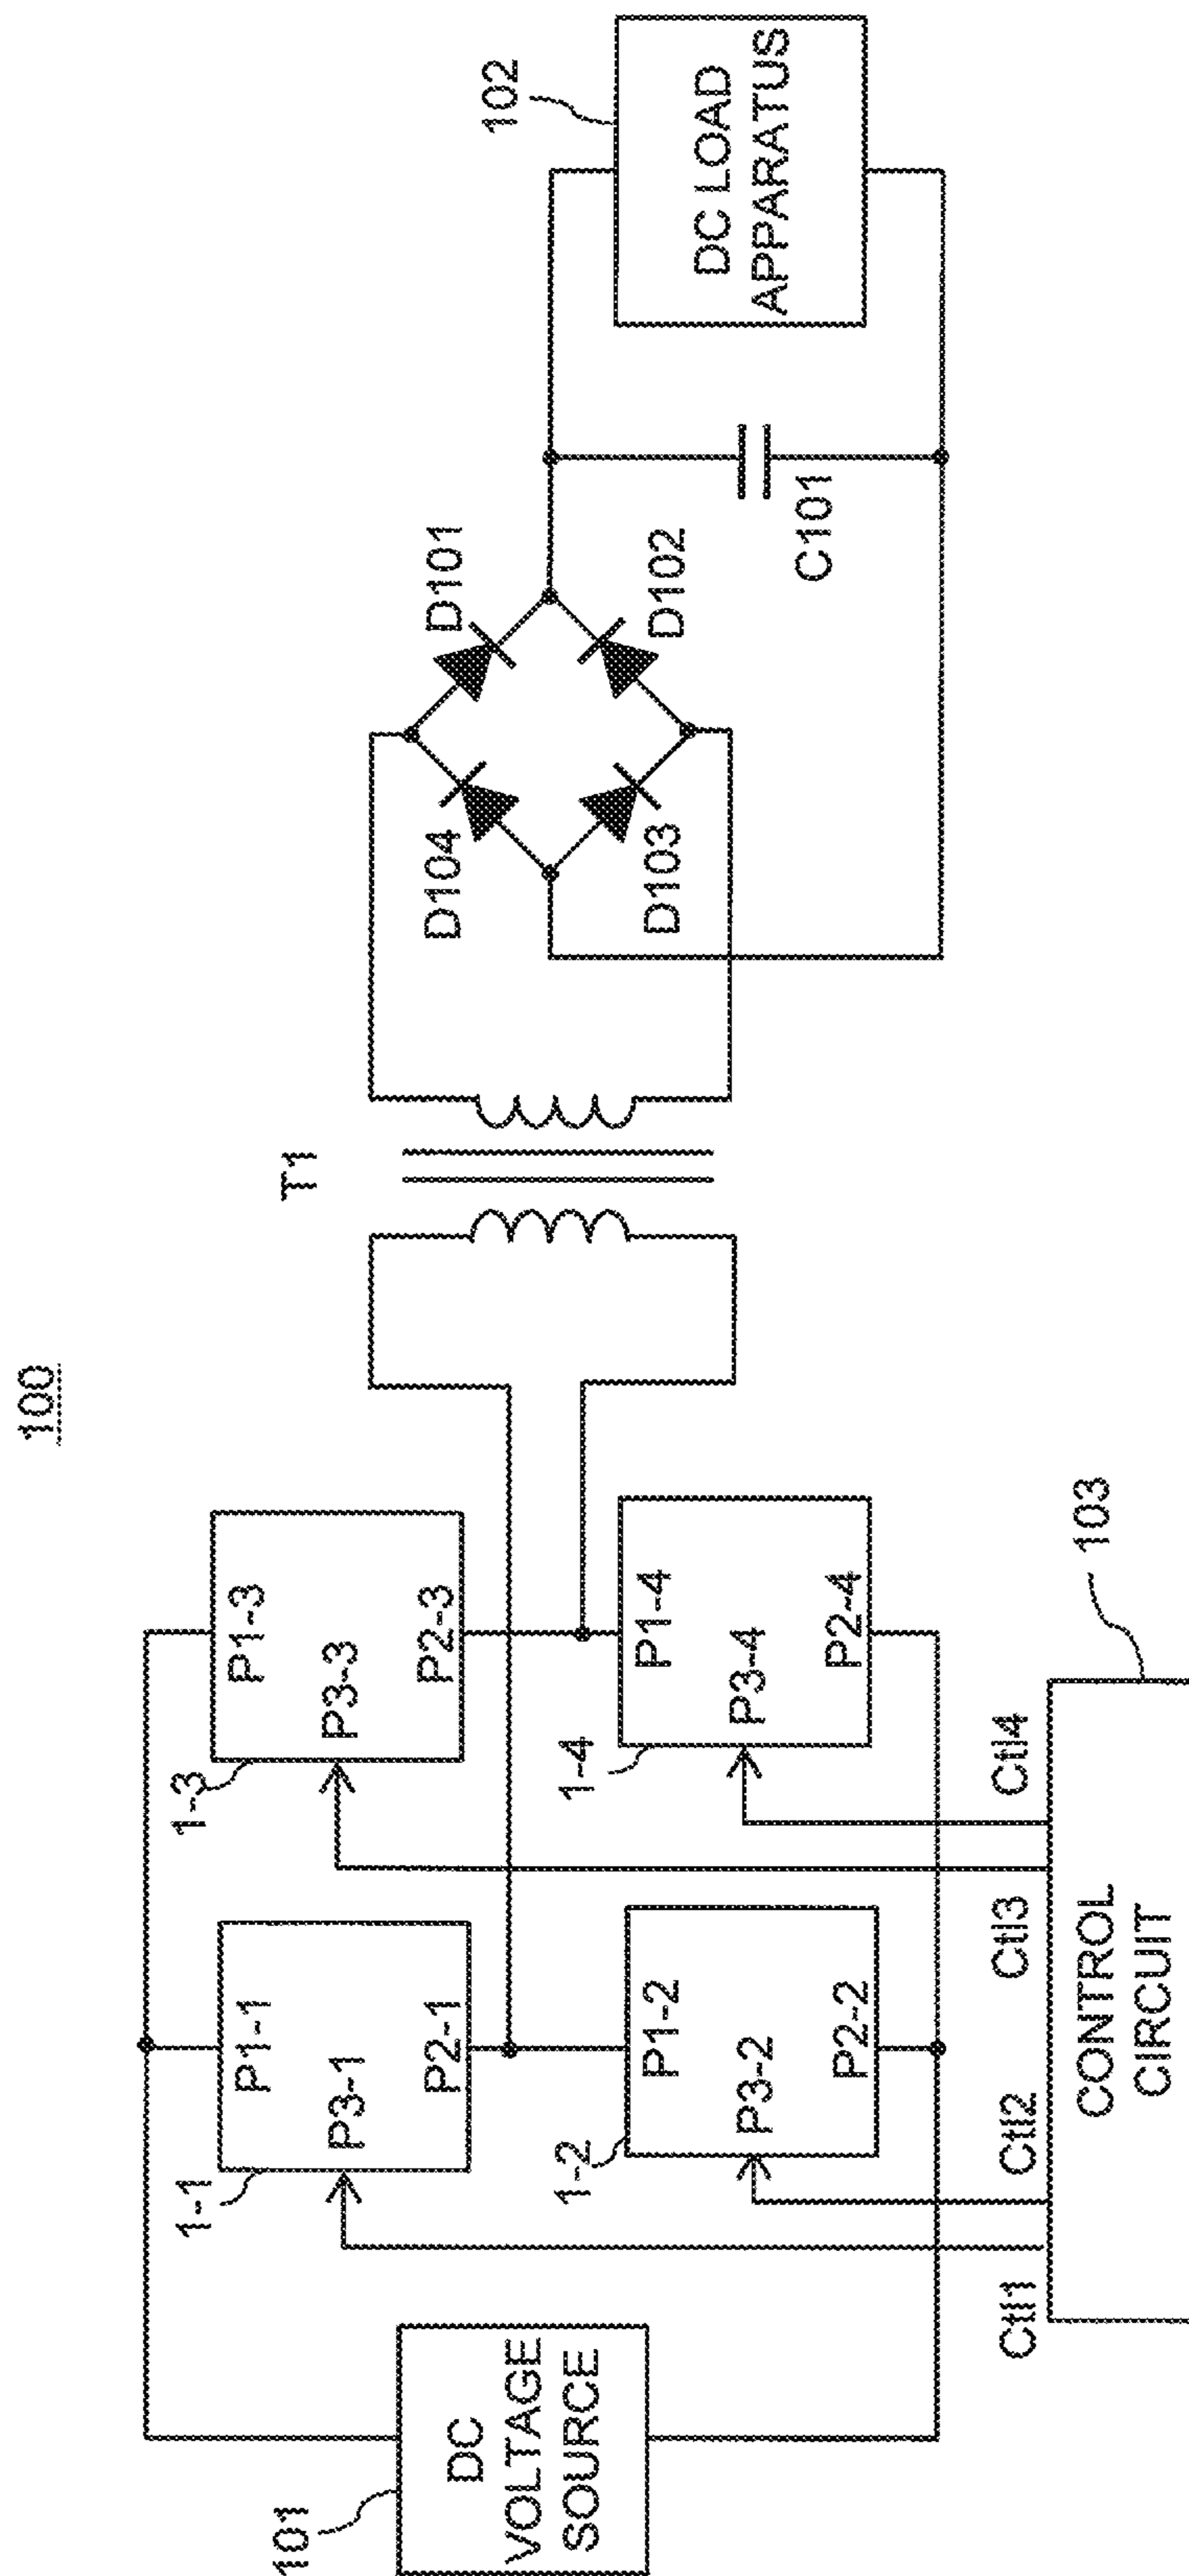 100
101
DC
VOLTAGE
SOURCE
1-1
P1-1
P3-1
P2-1
1-2
P1-2
P3-2
P2-2
1-3
P1-3
P3-3
P2-3
1-4
P1-4
P3-4
P2-4
Ctl1
Ctl2
Ctl3
Ctl4
CONTROL
CIRCUIT
103
T1
D104
D101
D103
D102
C101
102
DC LOAD
APPARATUS